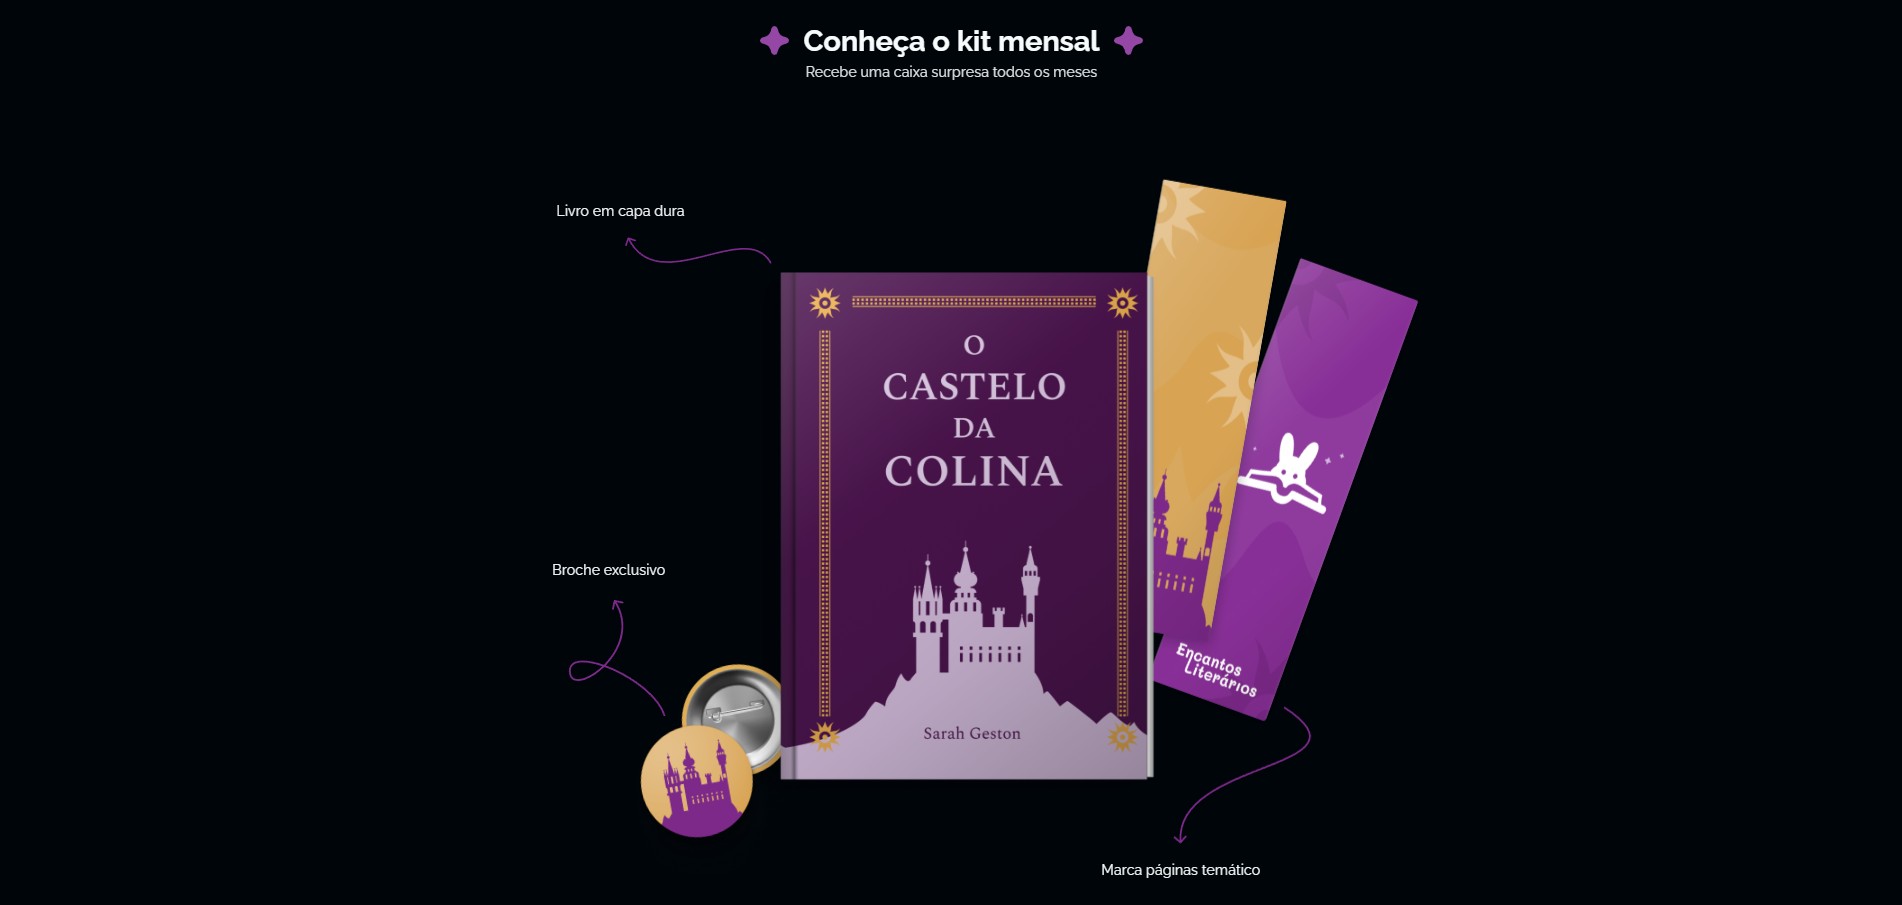 Conheça o kit mensal
Recebe uma caixa surpresa todos os meses
Livro em capa dura
O
CASTELO
DA
COLINA
Sarah Geston
Broche exclusivo
Encantos
Literários
Marca páginas temático